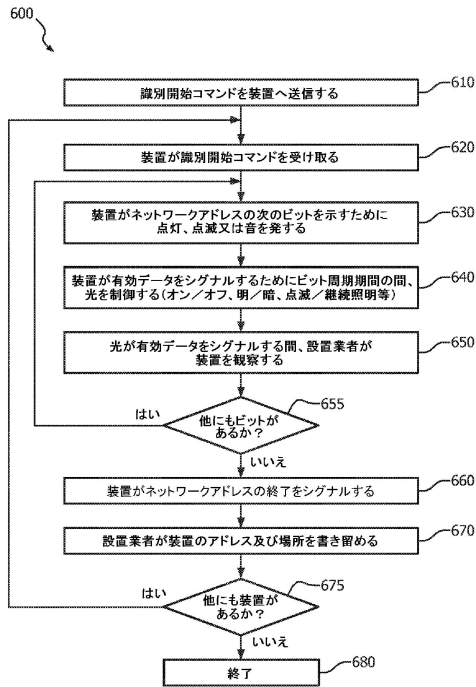 600
識別開始コマンドを装置へ送信する
610
装置が識別開始コマンドを受け取る
620
装置がネットワークアドレスの次のビットを示すために
点灯、点滅又は音を発する
630
装置が有効データをシグナルするためにビット周期期間の間、
光を制御する(オン/オフ、明/暗、点滅/継続照明等)
640
光が有効データをシグナルする間、設置業者が
装置を観察する
650
はい
他にもビットが
あるか?
655
いいえ
装置がネットワークアドレスの終了をシグナルする
660
設置業者が装置のアドレス及び場所を書き留める
670
はい
他にも装置が
あるか?
675
いいえ
終了
680